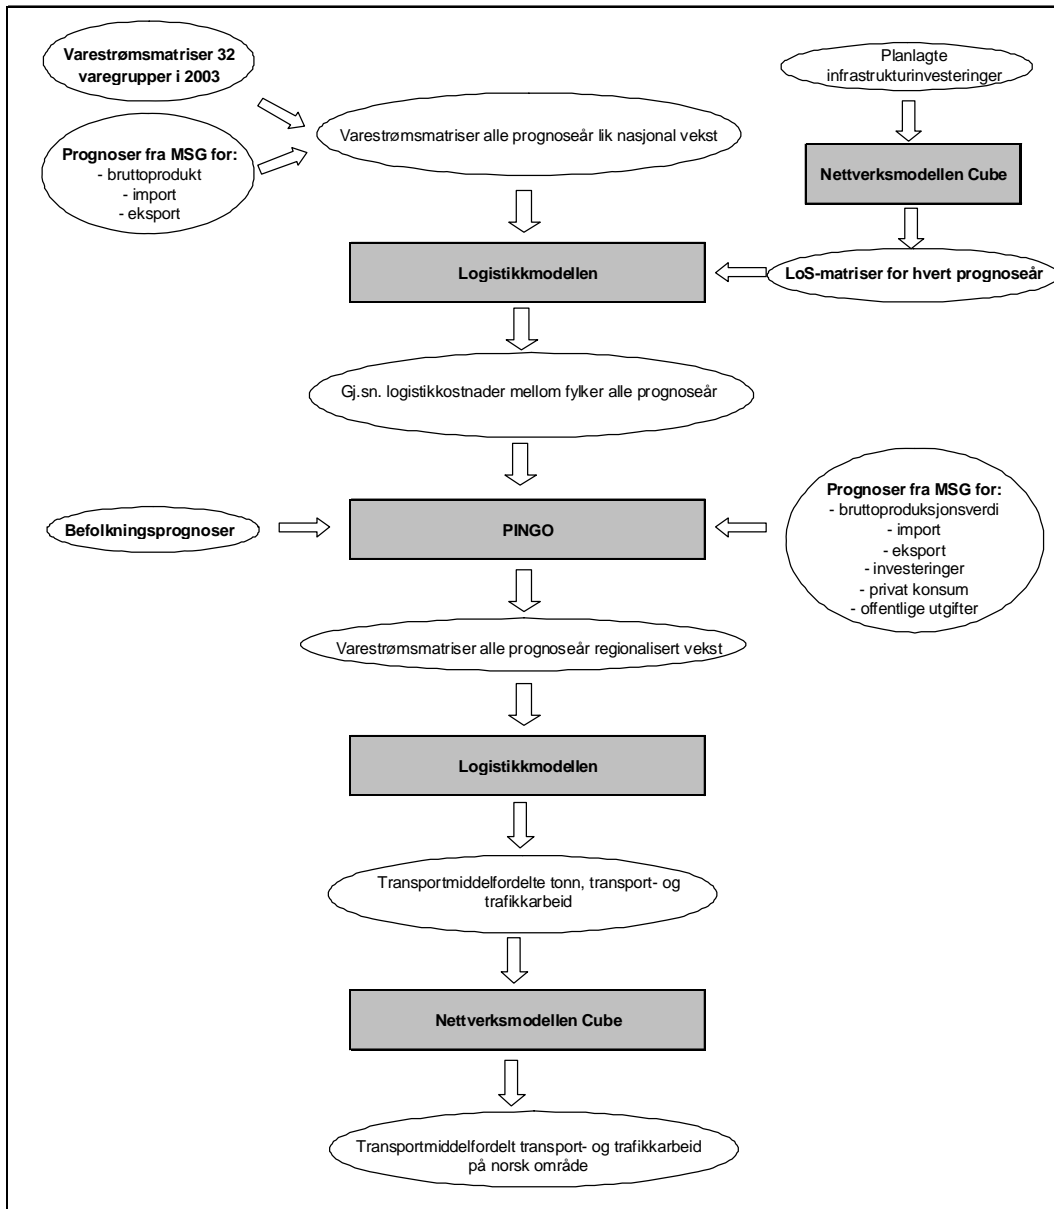 Varestrømsmatriser 32
varegrupper i 2003
Planlagte
infrastrukturinvesteringer
Varestrømsmatriser alle prognoseår lik nasjonal vekst
Prognoser fra MSG for:
- bruttoprodukt
- import
- eksport
Nettverksmodellen Cube
Logistikkmodellen
LoS-matriser for hvert prognoseår
Gj.sn. logistikkostnader mellom fylker alle prognoseår
Befolkningsprognoser
PINGO
Prognoser fra MSG for:
- bruttoproduksjonsverdi
- import
- eksport
- investeringer
- privat konsum
- offentlige utgifter
Varestrømsmatriser alle prognoseår regionalisert vekst
Logistikkmodellen
Transportmiddelfordelte tonn, transport- og
trafikkarbeid
Nettverksmodellen Cube
Transportmiddelfordelt transport- og trafikkarbeid
på norsk område